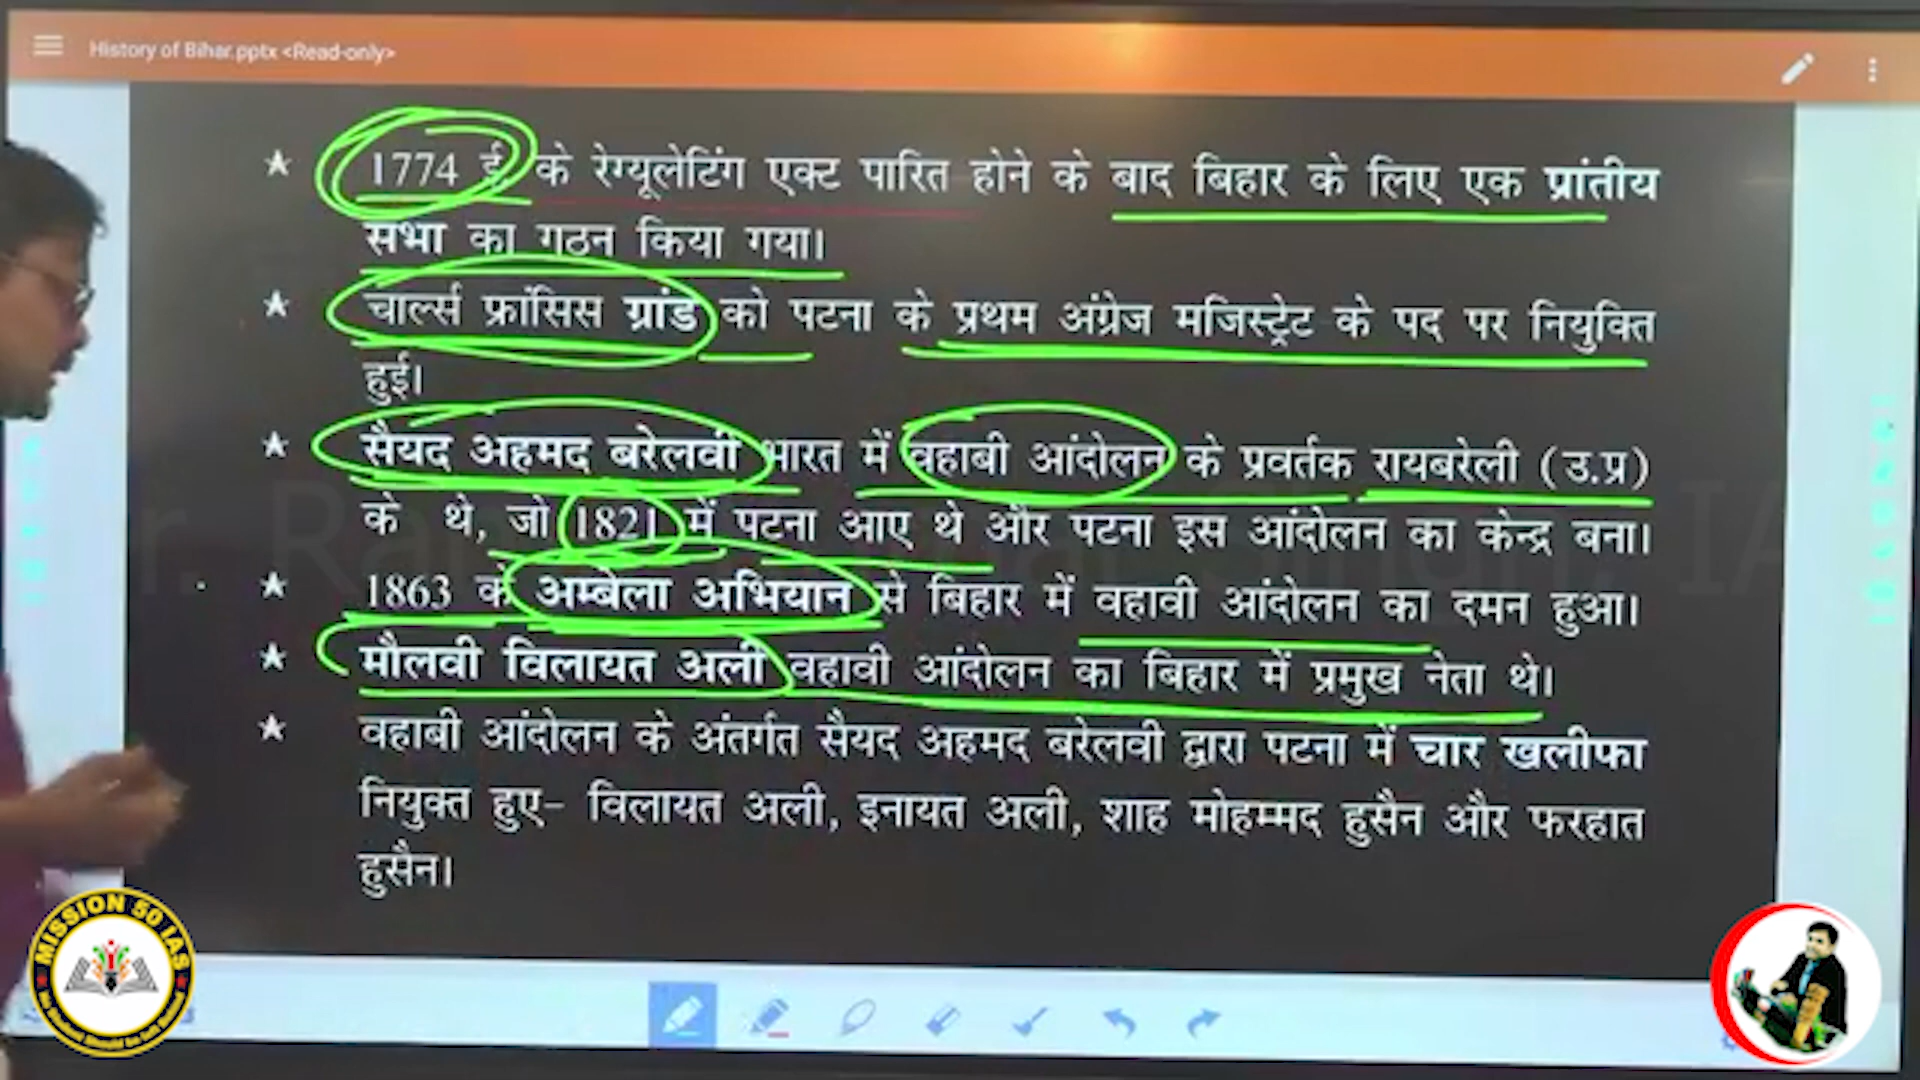 History of Bihar.pptx <Read-only>
★ 1774 ई के रेग्यूलेटिंग एक्ट पारित होने के बाद बिहार के लिए एक प्रांतीय
सभा का गठन किया गया।
★ चार्ल्स फ्रांसिस ग्रांड को पटना के प्रथम अंग्रेज मजिस्ट्रेट के पद पर नियुक्ति
हुई।
★ सैयद अहमद बरेलवी भारत में वहाबी आंदोलन के प्रवर्तक रायबरेली (उ.प्र)
के थे, जो 1821 में पटना आए थे और पटना इस आंदोलन का केन्द्र बना।
★ 1863 के अम्बेला अभियान से बिहार में वहावी आंदोलन का दमन हुआ।
★ मौलवी विलायत अली वहावी आंदोलन का बिहार में प्रमुख नेता थे।
★ वहाबी आंदोलन के अंतर्गत सैयद अहमद बरेलवी द्वारा पटना में चार खलीफा
नियुक्त हुए– विलायत अली, इनायत अली, शाह मोहम्मद हुसैन और फरहात
हुसैन।
MISSION 50 IAS